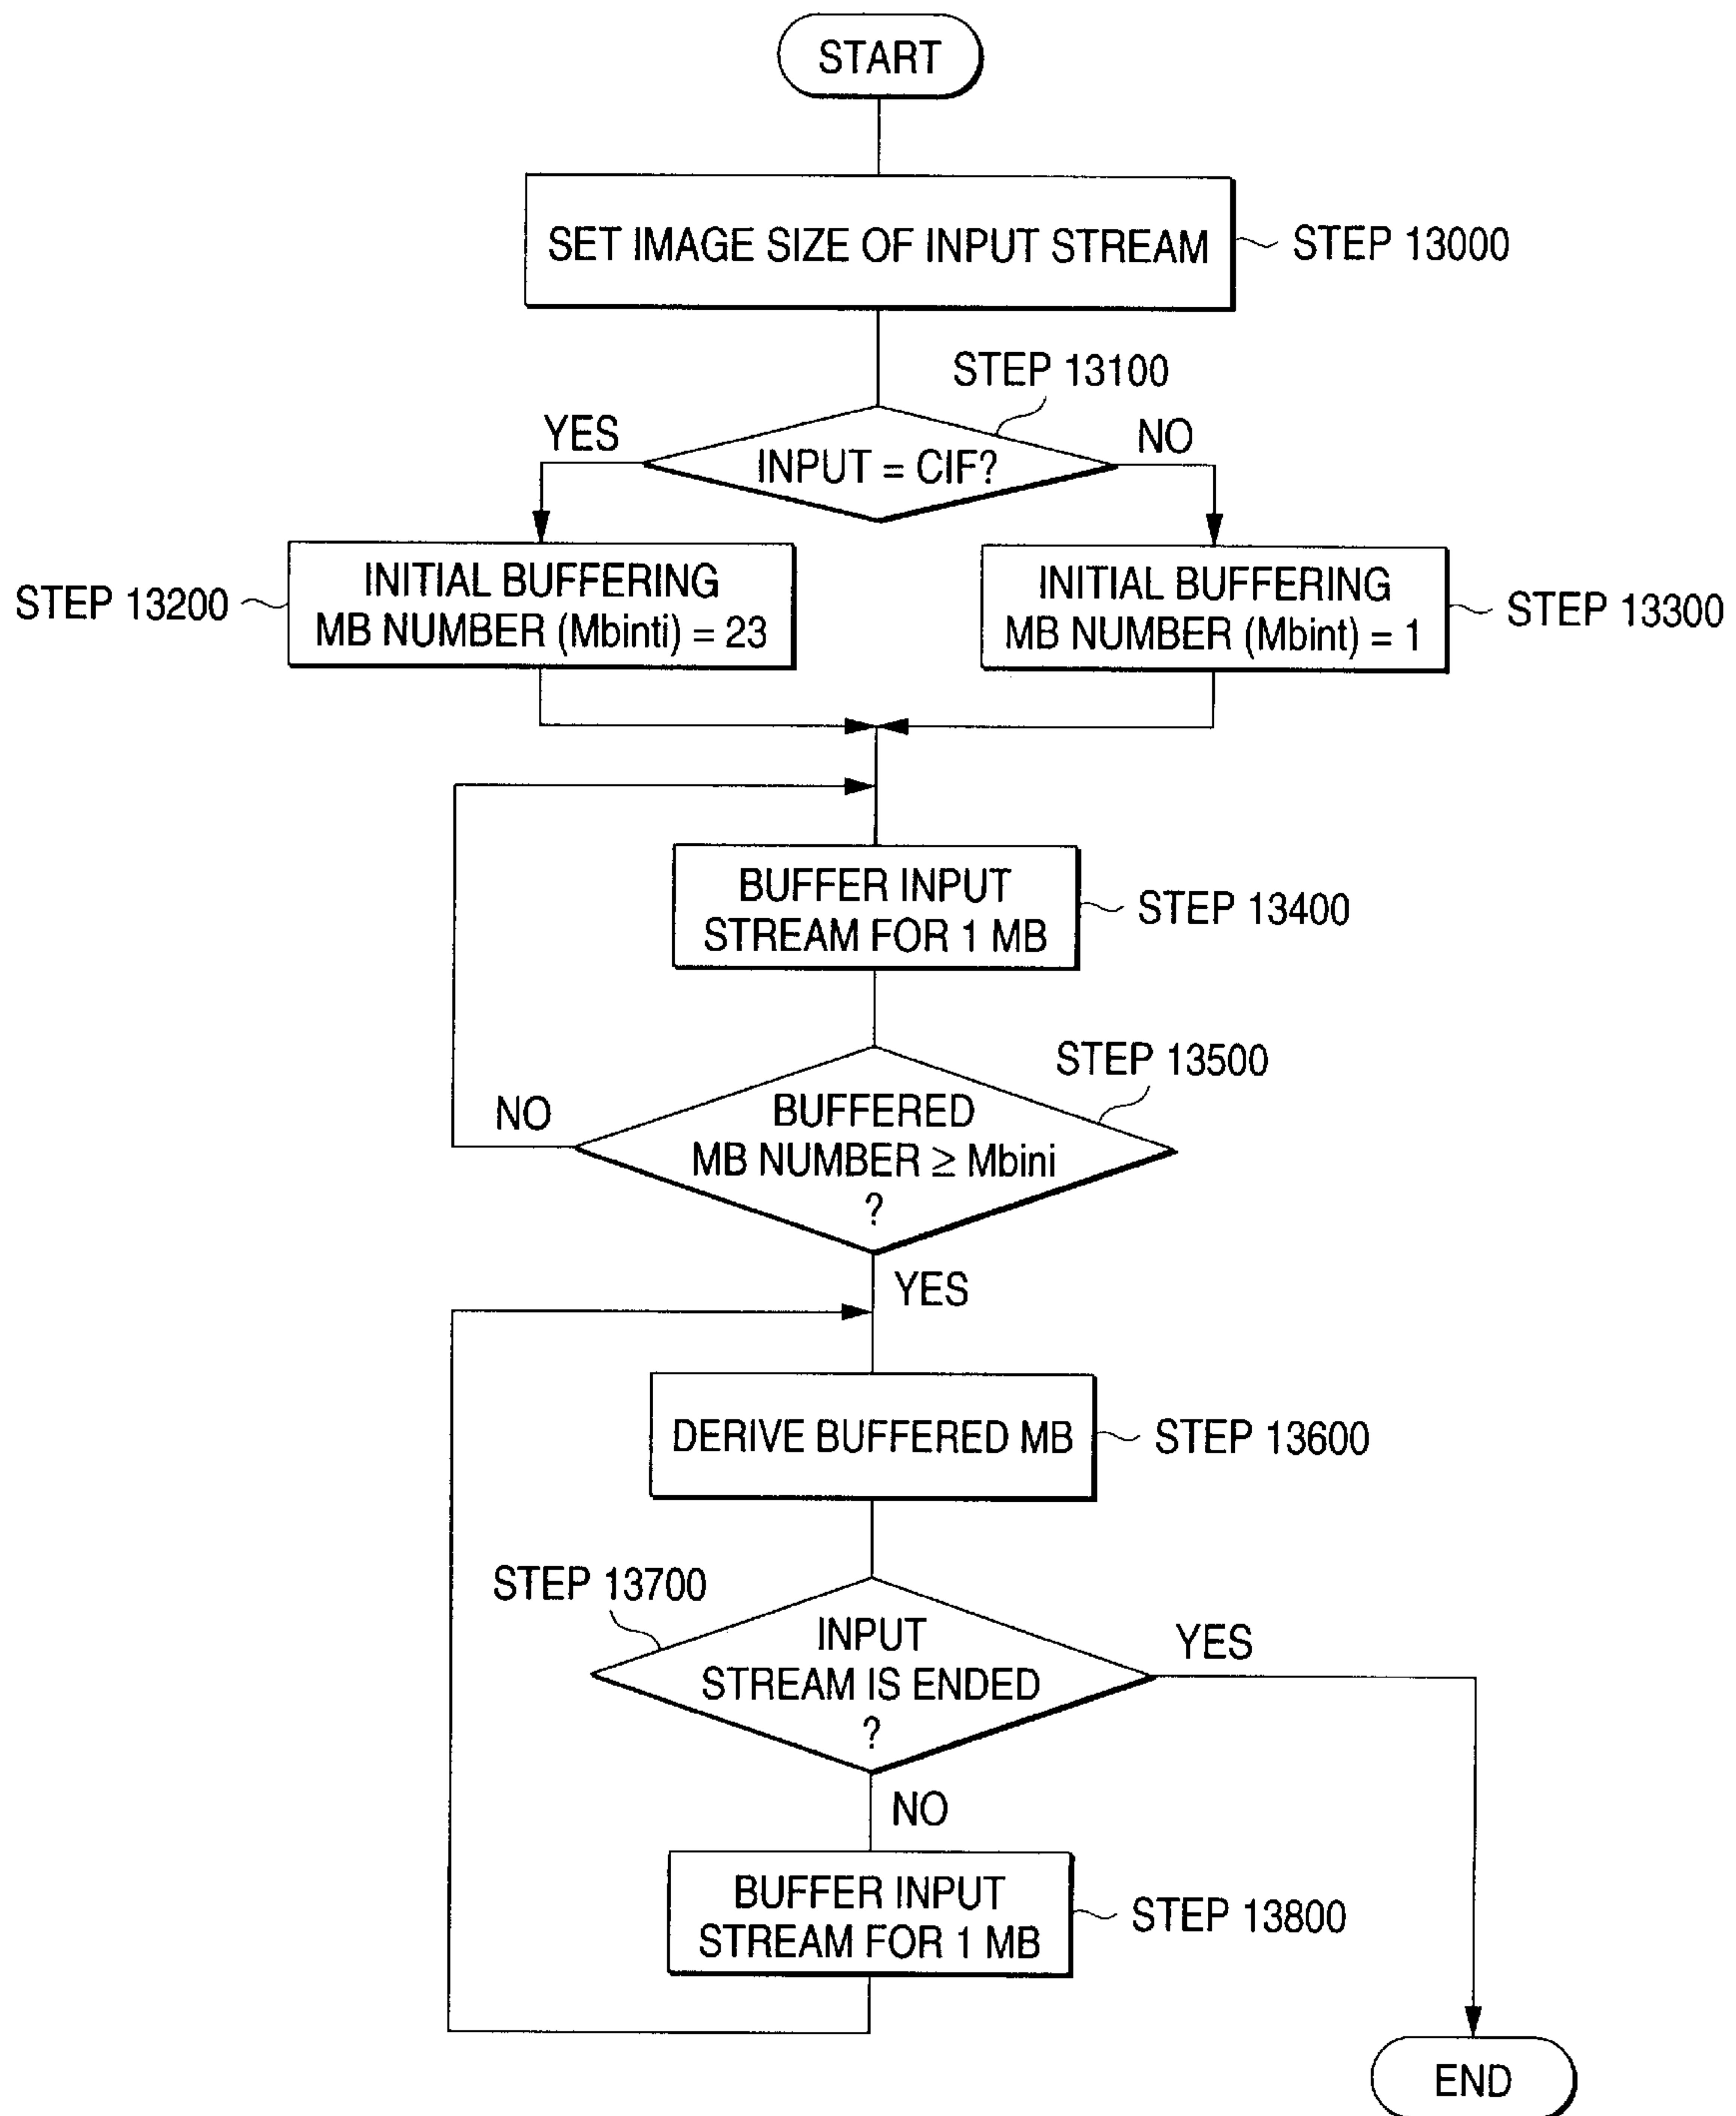 START
SET IMAGE SIZE OF INPUT STREAM
STEP 13000
STEP 13100
YES
INPUT = CIF?
NO
STEP 13200
INITIAL BUFFERING
MB NUMBER (Mbinti) = 23
INITIAL BUFFERING
MB NUMBER (Mbint) = 1
STEP 13300
BUFFER INPUT
STREAM FOR 1 MB
STEP 13400
STEP 13500
NO
BUFFERED
MB NUMBER ≥ Mbini
?
YES
DERIVE BUFFERED MB
STEP 13600
STEP 13700
INPUT
STREAM IS ENDED
?
YES
NO
BUFFER INPUT
STREAM FOR 1 MB
STEP 13800
END